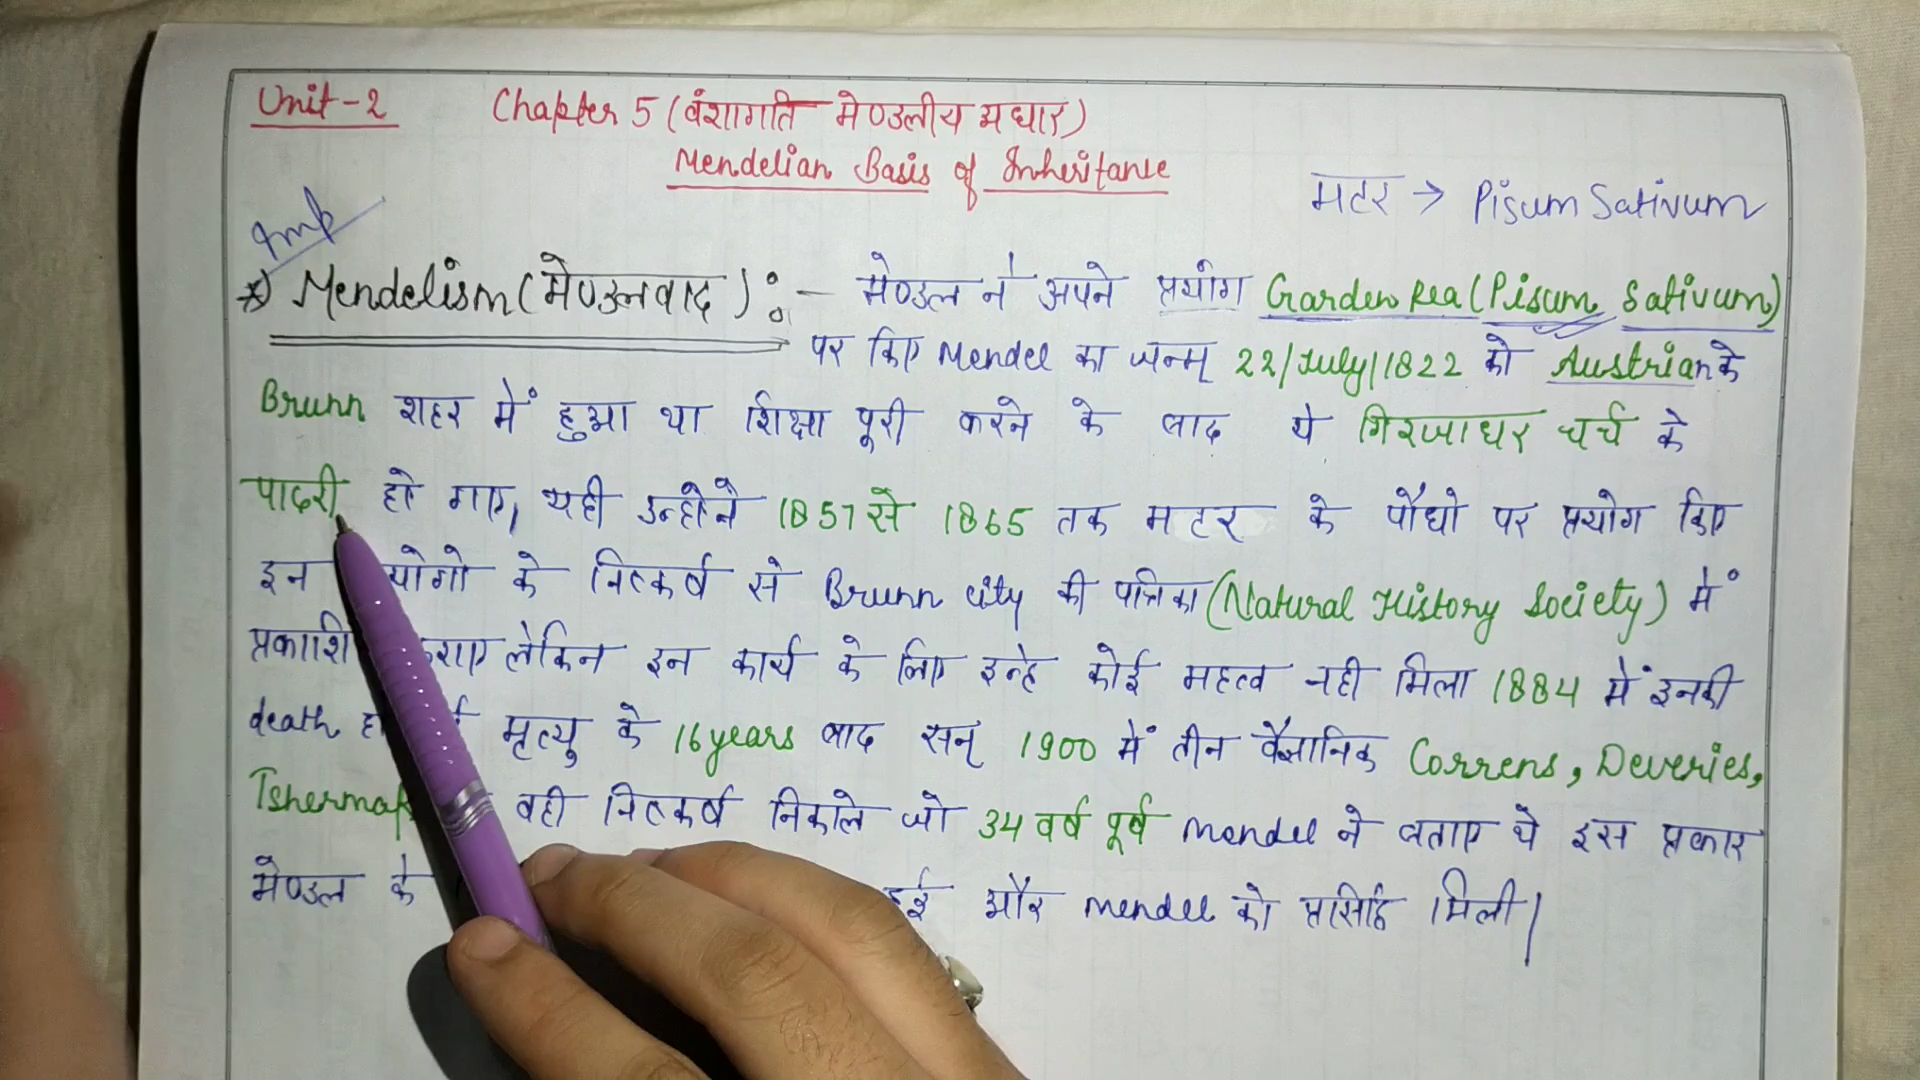 Unit-2 Chapter 5 (वंशागति मेण्डलीय अधार)
Mendelian Basis of Inheritance
मटर → Pisum Sativum
Imp
Mendelism (मेण्डलवाद) :- मेण्डल ने अपने प्रयोग Garden Pea (Pisum Sativum)
पर किए Mendel का जन्म 22/July/1822 को Austrian के
Brunn शहर में हुआ था शिक्षा पूरी करने के बाद ये गिरजाघर चर्च के
पादरी हो गए, यही उन्होने 1857 से 1865 तक मटर के पौधो पर प्रयोग किए
इन योगो के निष्कर्ष से Brunn city की पत्रिका (Natural History Society) में
प्रकाशि कराए लेकिन इन कार्य के लिए इन्हे कोई महत्व नही मिला 1884 में इनकी
death मृत्यु के 16 years बाद सन् 1900 में तीन वैज्ञानिक Correns, Deveries,
वही निष्कर्ष निकाले जो 34 वर्ष पूर्व Mendel ने बताए थे इस प्रकार
मेण्डल के हुई और Mendel को प्रसिद्धि मिली|